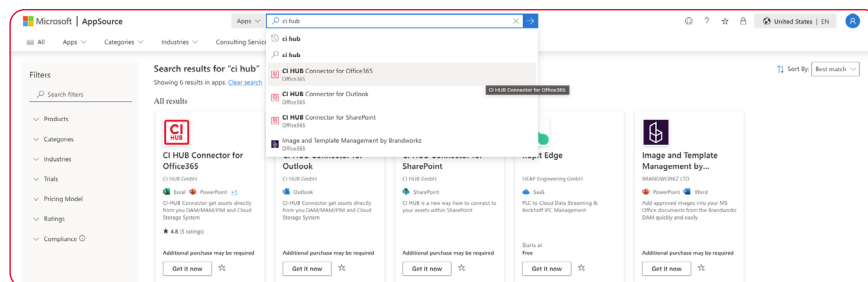 Microsoft | AppSource
Apps
ci hub
United States | EN
All
Apps
Categories
Industries
Consulting Servic
ci hub
ci hub
CI HUB Connector for Office365
Office365
CI HUB Connector for Office365
CI HUB Connector for Outlook
Office365
CI HUB Connector for SharePoint
Office365
Image and Template Management by Brandworkz
Office365
Filters
Search filters
Products
Categories
Industries
Trials
Pricing Model
Ratings
Compliance
Search results for "ci hub"
Showing 6 results in apps. Clear search
Sort By: Best match
All results
CI
HUB
CI HUB Connector for
Office365
CI HUB GmbH
Excel PowerPoint +1
CI-HUB Connector get assets directly
from you DAM/MAM/PIM and Cloud
Storage System
4.8 (5 ratings)
Additional purchase may be required
Get it now
Outlook
CI HUB GmbH
Outlook
CI-HUB Connector get assets directly
from you DAM/MAM/PIM and Cloud
Storage System
Additional purchase may be required
Get it now
SharePoint
CI HUB GmbH
SharePoint
CI HUB is a new way how to connect to
your assets within SharePoint
Additional purchase may be required
Get it now
Edge
HEAP Engineering GmbH
SaaS
PLC to Cloud Data Streaming &
Beckhoff IPC Management
Starts at
Free
Get it now
Image and Template
Management by...
BRANDWORKZ LTD
PowerPoint Word
Add approved images into your MS
Office documents from the Brandworkz
DAM quickly and easily
Additional purchase may be required
Get it now